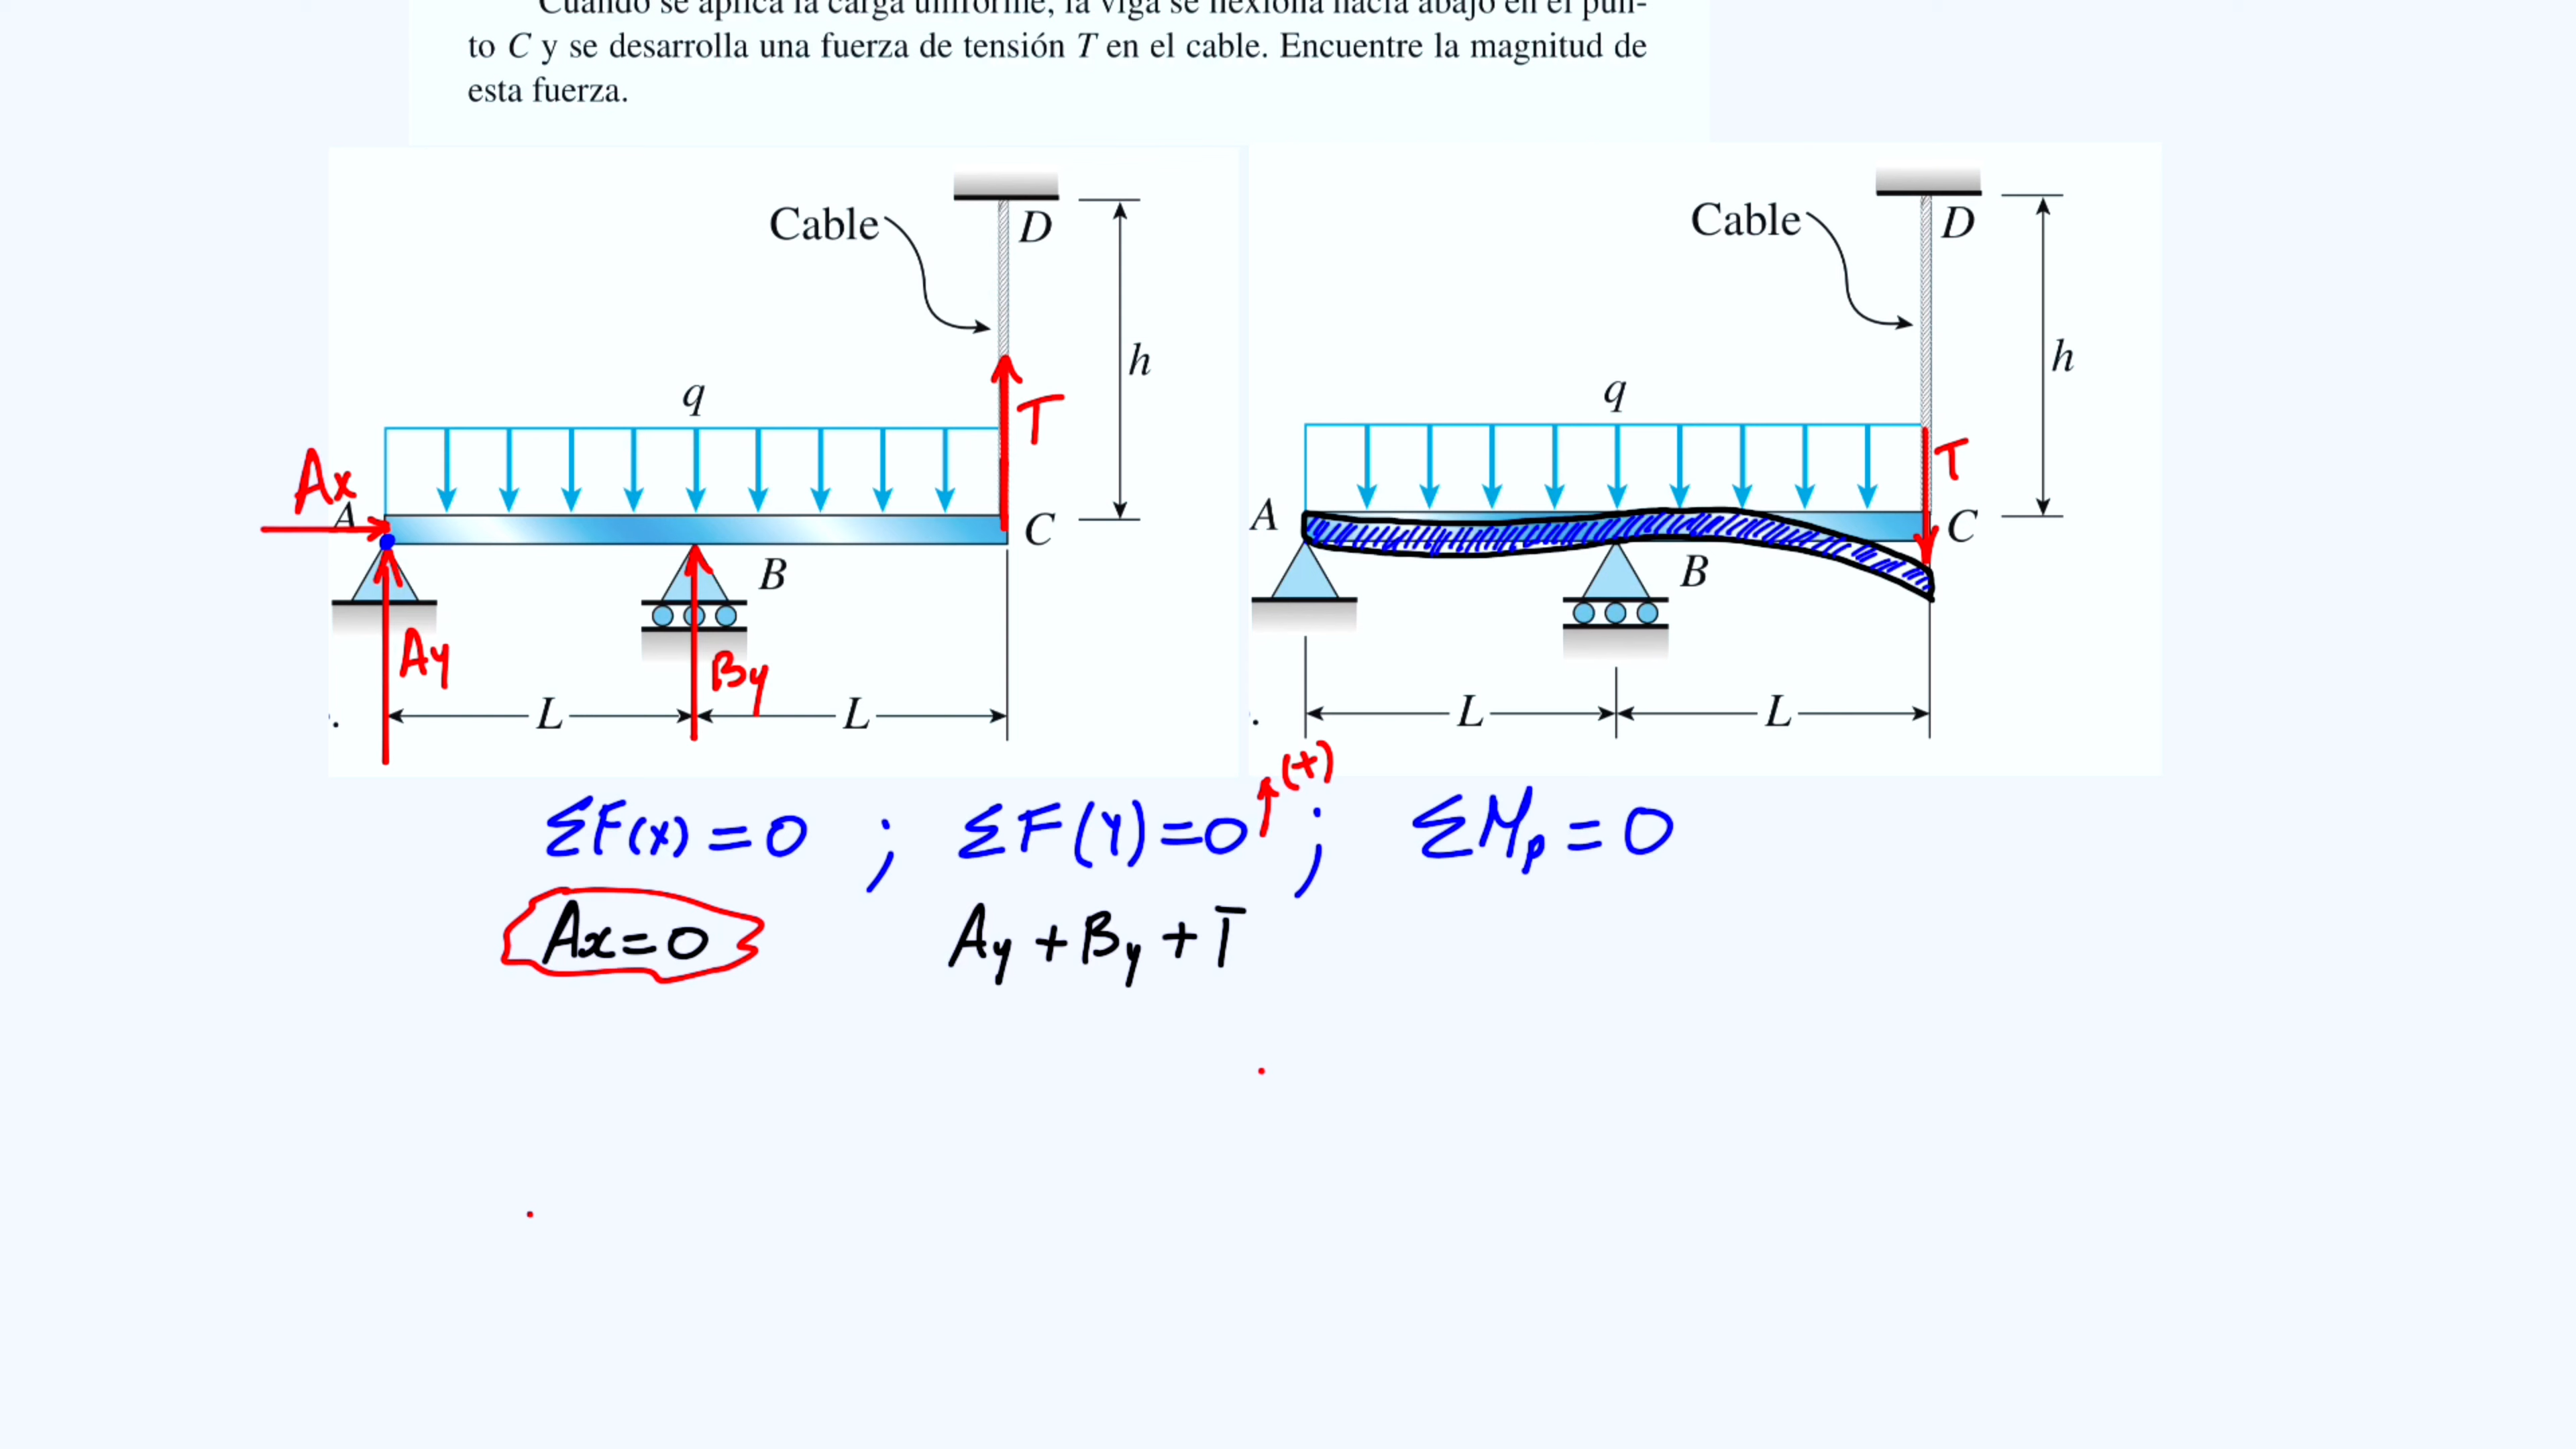 Cuando se aplica la carga uniforme, la viga se flexiona hacia abajo en el pun-
to C y se desarrolla una fuerza de tensión T en el cable. Encuentre la magnitud de
esta fuerza.
Cable
D
h
q
T
Ax
A
C
B
Ay
By
L
L
.
Cable
D
h
q
T
A
C
B
L
L
.
(+)
ΣF(x) = 0 ; ΣF(Y) = 0 ; ΣMp = 0
Ax = 0
Ay + By + T